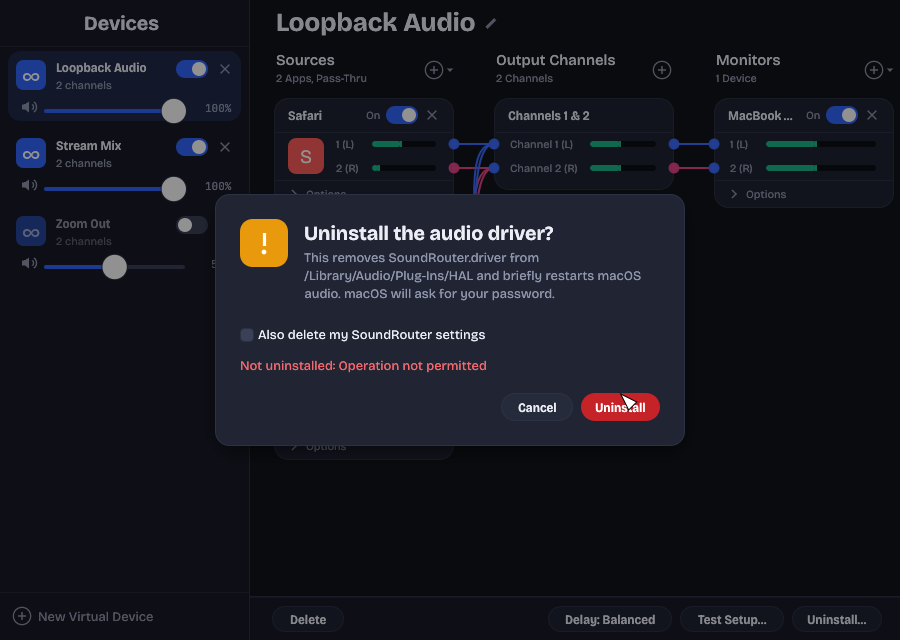 Devices
Loopback Audio
2 channels
100%
Stream Mix
2 channels
100%
Zoom Out
2 channels
New Virtual Device
Loopback Audio
Sources
2 Apps, Pass-Thru
Output Channels
2 Channels
Monitors
1 Device
Safari
On
S
1 (L)
2 (R)
Options
Channels 1 & 2
Channel 1 (L)
Channel 2 (R)
MacBook ...
On
1 (L)
2 (R)
Options
Uninstall the audio driver?
This removes SoundRouter.driver from
/Library/Audio/Plug-Ins/HAL and briefly restarts macOS
audio. macOS will ask for your password.
Also delete my SoundRouter settings
Not uninstalled: Operation not permitted
Cancel
Uninstall
Options
Delete
Delay: Balanced
Test Setup...
Uninstall...